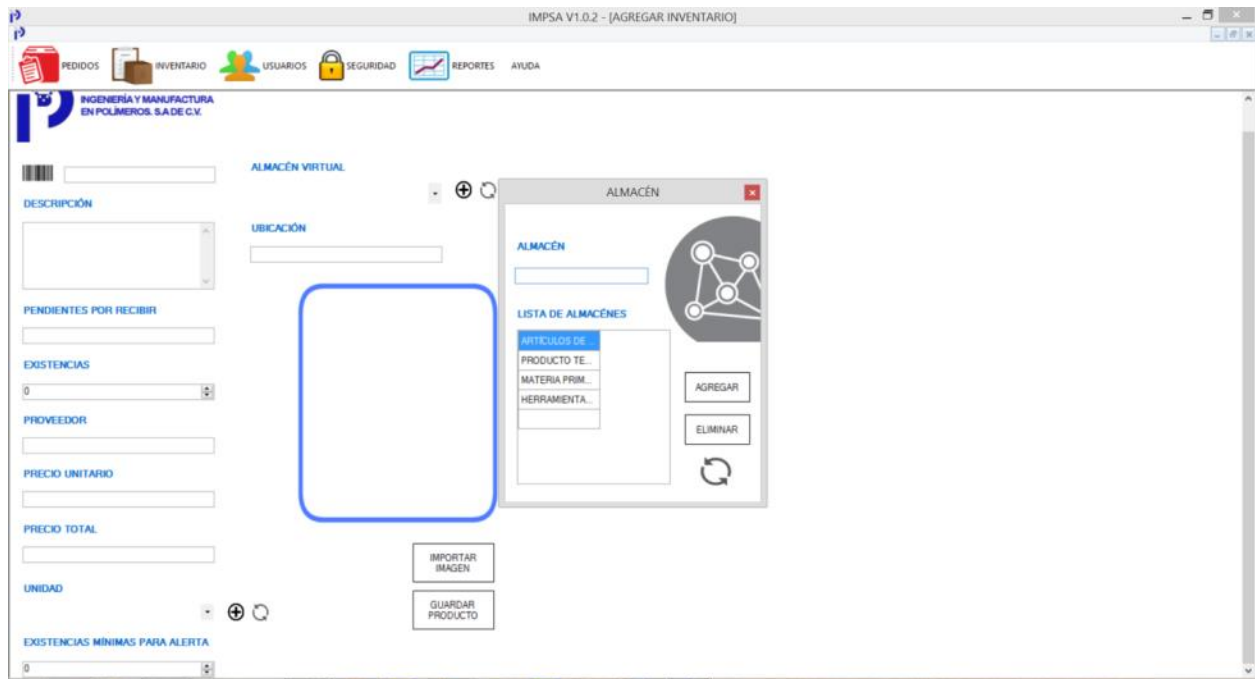 IMPSA V1.0.2 - [AGREGAR INVENTARIO]
PEDIDOS INVENTARIO USUARIOS SEGURIDAD REPORTES AYUDA
INGENIERÍA Y MANUFACTURA
EN POLÍMEROS. S.A DE C.V.
DESCRIPCIÓN
PENDIENTES POR RECIBIR
EXISTENCIAS
0
PROVEEDOR
PRECIO UNITARIO
PRECIO TOTAL
UNIDAD
EXISTENCIAS MÍNIMAS PARA ALERTA
0
ALMACÉN VIRTUAL
UBICACIÓN
IMPORTAR
IMAGEN
GUARDAR
PRODUCTO
ALMACÉN
ALMACÉN
LISTA DE ALMACÉNES
ARTÍCULOS DE ...
PRODUCTO TE...
MATERIA PRIM...
HERRAMIENTA...
AGREGAR
ELIMINAR